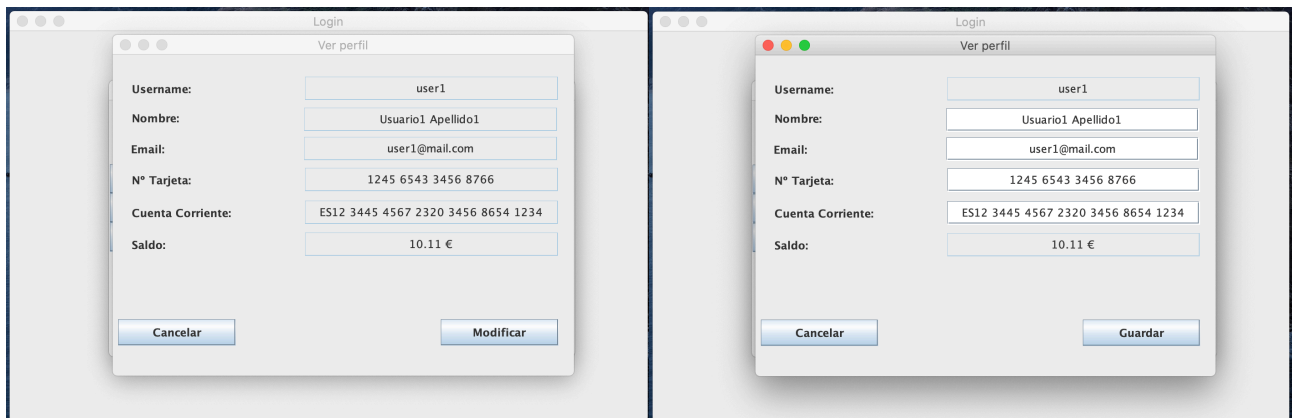 Login
Ver perfil
Username: user1
Nombre: Usuario1 Apellido1
Email: user1@mail.com
Nº Tarjeta: 1245 6543 3456 8766
Cuenta Corriente: ES12 3445 4567 2320 3456 8654 1234
Saldo: 10.11 €
Cancelar Modificar
Login
Ver perfil
Username: user1
Nombre: Usuario1 Apellido1
Email: user1@mail.com
Nº Tarjeta: 1245 6543 3456 8766
Cuenta Corriente: ES12 3445 4567 2320 3456 8654 1234
Saldo: 10.11 €
Cancelar Guardar